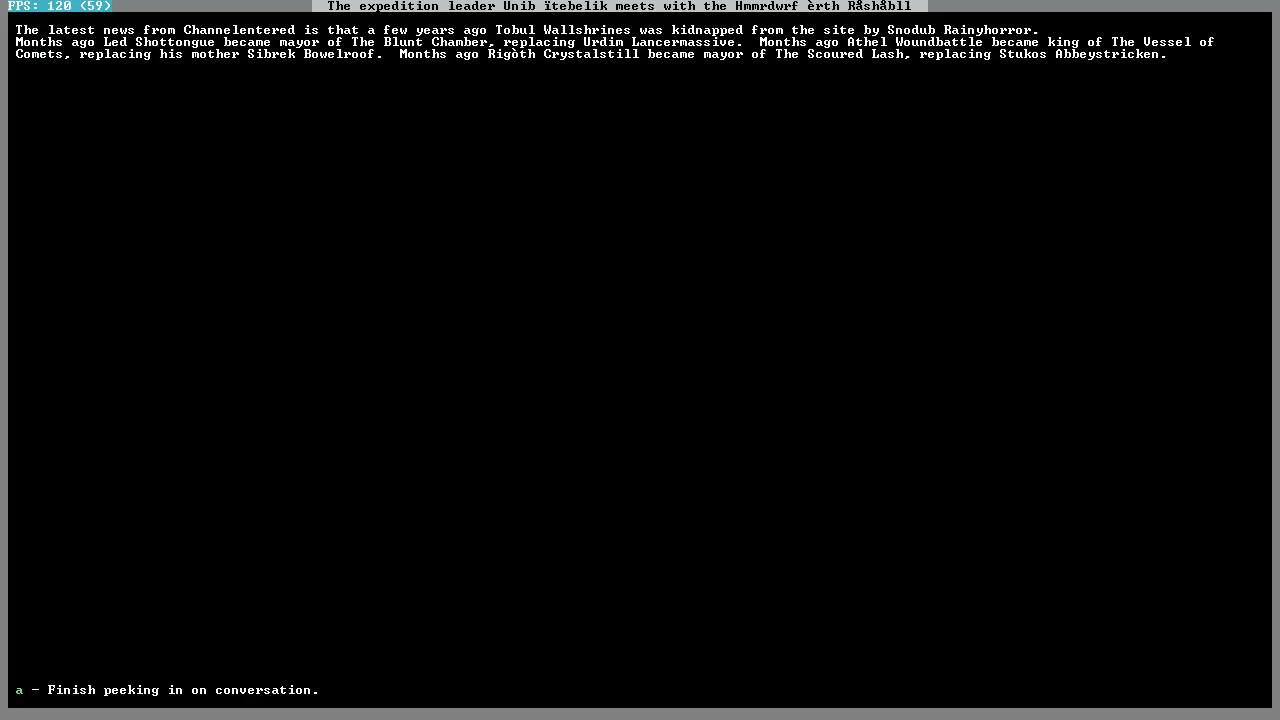 FPS: 120 (59)
The expedition leader Unib ïtebelik meets with the Hmmrdwrf èrth Råshåbll
The latest news from Channelentered is that a few years ago Tobul Wallshrines was kidnapped from the site by Snodub Rainyhorror.
Months ago Led Shottongue became mayor of The Blunt Chamber, replacing Urdim Lancermassive.  Months ago Athel Woundbattle became king of The Vessel of
Comets, replacing his mother Sibrek Bowelroof.  Months ago Rigòth Crystalstill became mayor of The Scoured Lash, replacing Stukos Abbeystricken.
a - Finish peeking in on conversation.